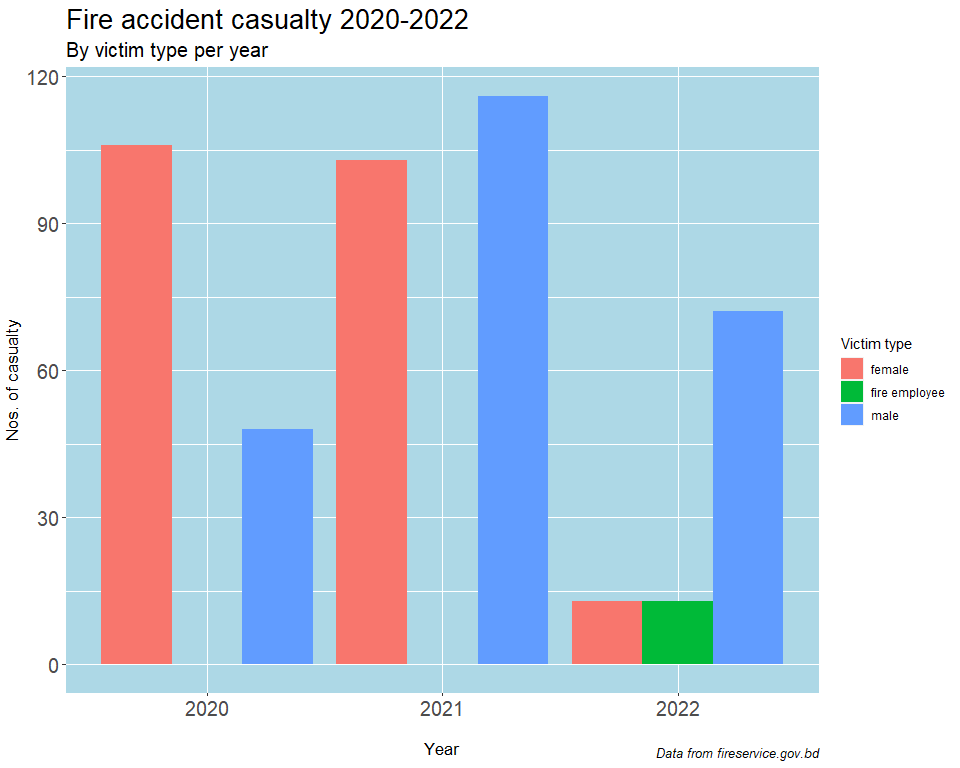 Fire accident casualty 2020-2022
By victim type per year
120
90
60
30
0
Nos. of casualty
2020
2021
2022
Year
Victim type
female
fire employee
male
Data from fireservice.gov.bd